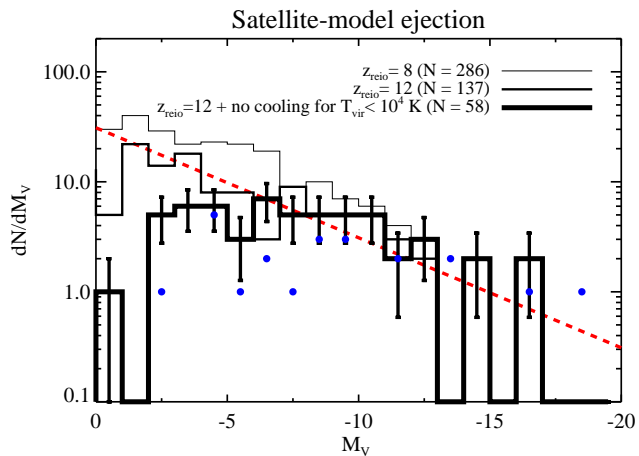 Satellite-model ejection
z_reio= 8 (N = 286)
z_reio= 12 (N = 137)
z_reio=12 + no cooling for T_vir< 10^4 K (N = 58)
100.0
10.0
1.0
0.1
dN/dM_V
0 -5 -10 -15 -20
M_V